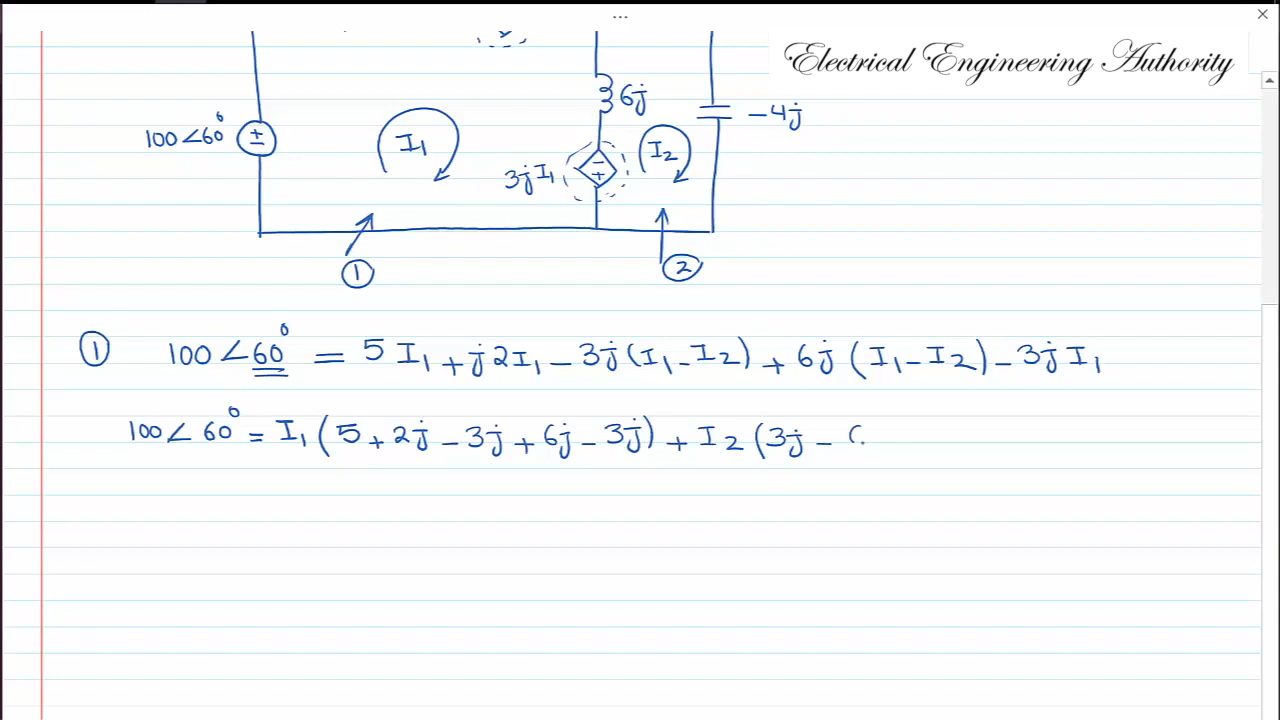 ...
Electrical Engineering Authority
6j
-4j
100∠60°
I₁
I₂
3jI₁
1
2
① 100∠60° = 5I₁ + j2I₁ - 3j(I₁ - I₂) + 6j(I₁ - I₂) - 3jI₁
100∠60° = I₁(5 + 2j - 3j + 6j - 3j) + I₂(3j -